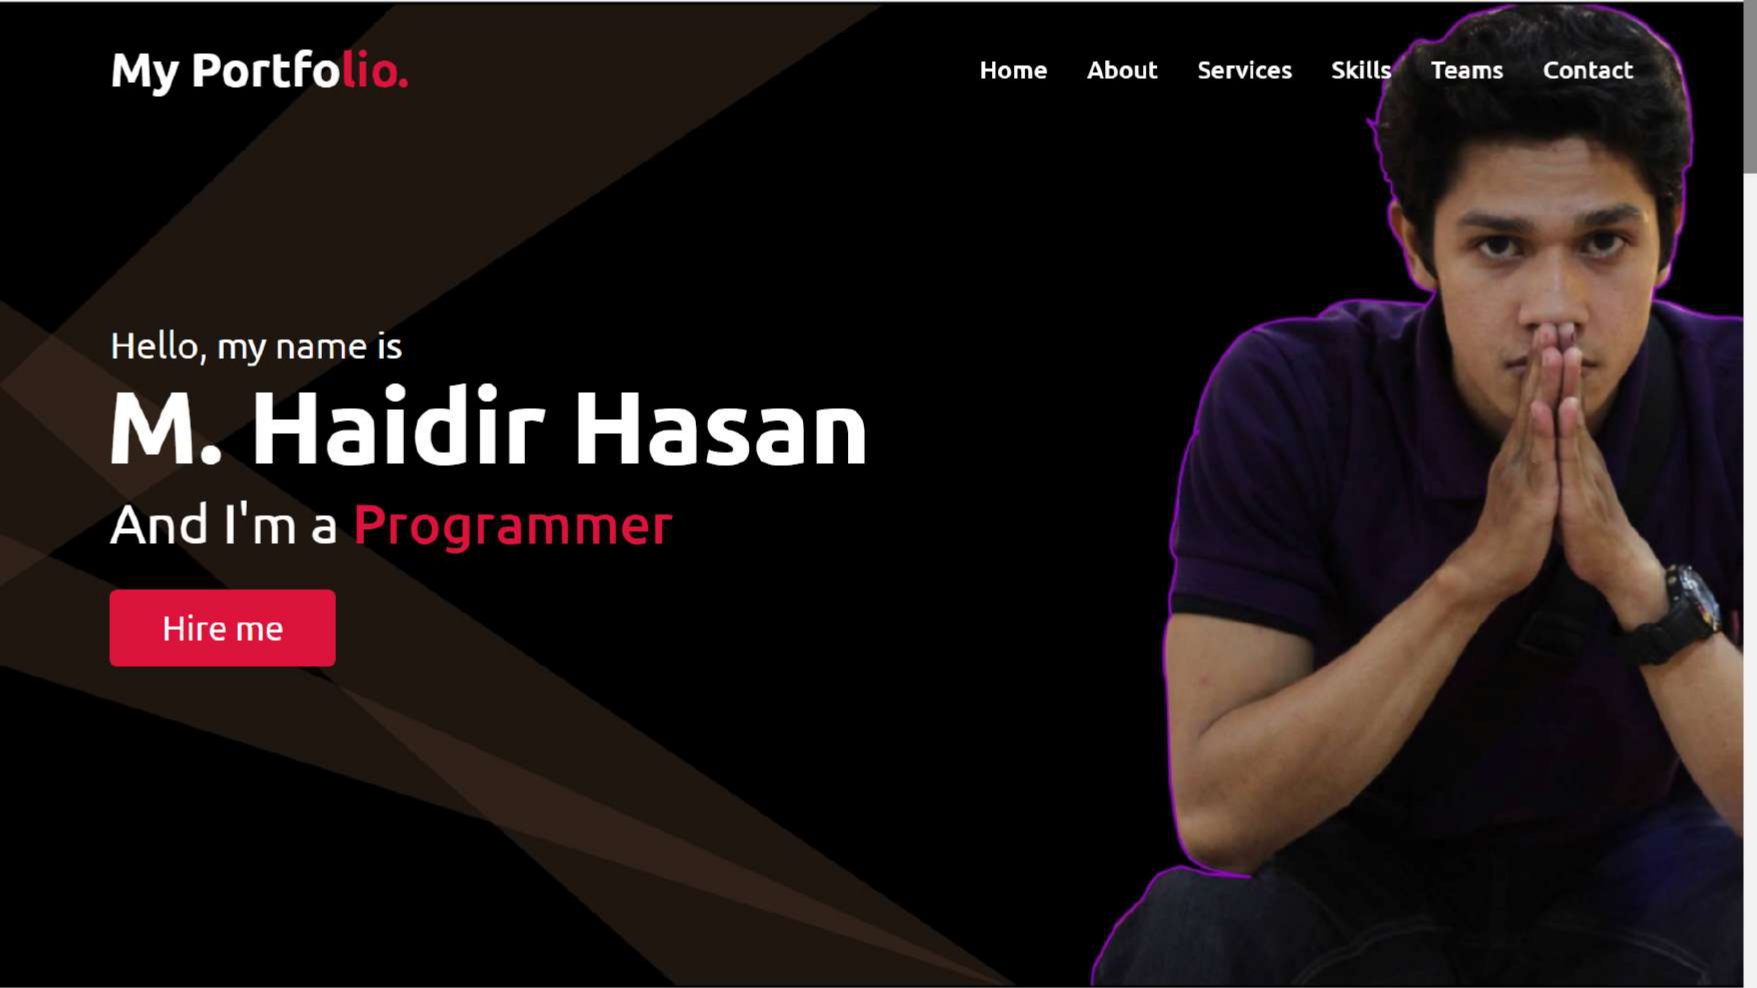 My Portfolio.
Home About Services Skills Teams Contact
Hello, my name is
M. Haidir Hasan
And I'm a Programmer
Hire me